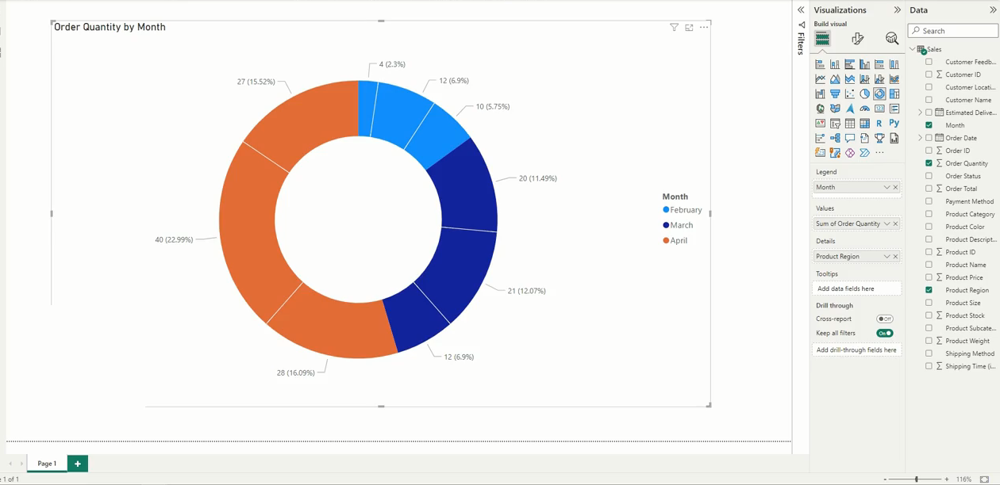 Order Quantity by Month
4 (2.3%)
12 (6.9%)
10 (5.75%)
20 (11.49%)
21 (12.07%)
12 (6.9%)
28 (16.09%)
40 (22.99%)
27 (15.52%)
Month
February
March
April
Page 1
+
1 of 1
Filters
Visualizations
Build visual
R
Py
123
Legend
Month
Values
Sum of Order Quantity
Details
Product Region
Tooltips
Add data fields here
Drill through
Cross-report
Off
Keep all filters
On
Add drill-through fields here
Data
Search
Sales
Customer Feedb...
Customer ID
Customer Locati...
Customer Name
Estimated Delive...
Month
Order Date
Order ID
Order Quantity
Order Status
Order Total
Payment Method
Product Category
Product Color
Product Descript...
Product ID
Product Name
Product Price
Product Region
Product Size
Product Stock
Product Subcate...
Product Weight
Shipping Method
Shipping Time (i...
- + 116%